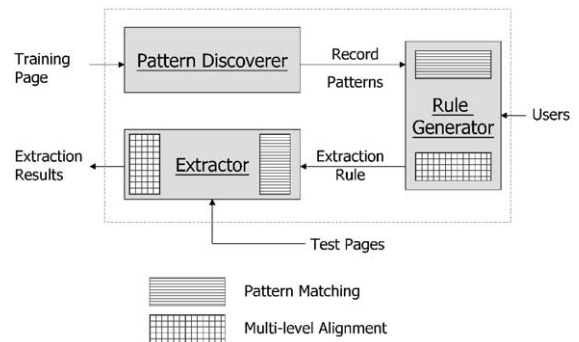 Training
Page
Pattern Discoverer
Record
Patterns
Rule
Generator
Users
Extraction
Results
Extractor
Extraction
Rule
Test Pages
Pattern Matching
Multi-level Alignment